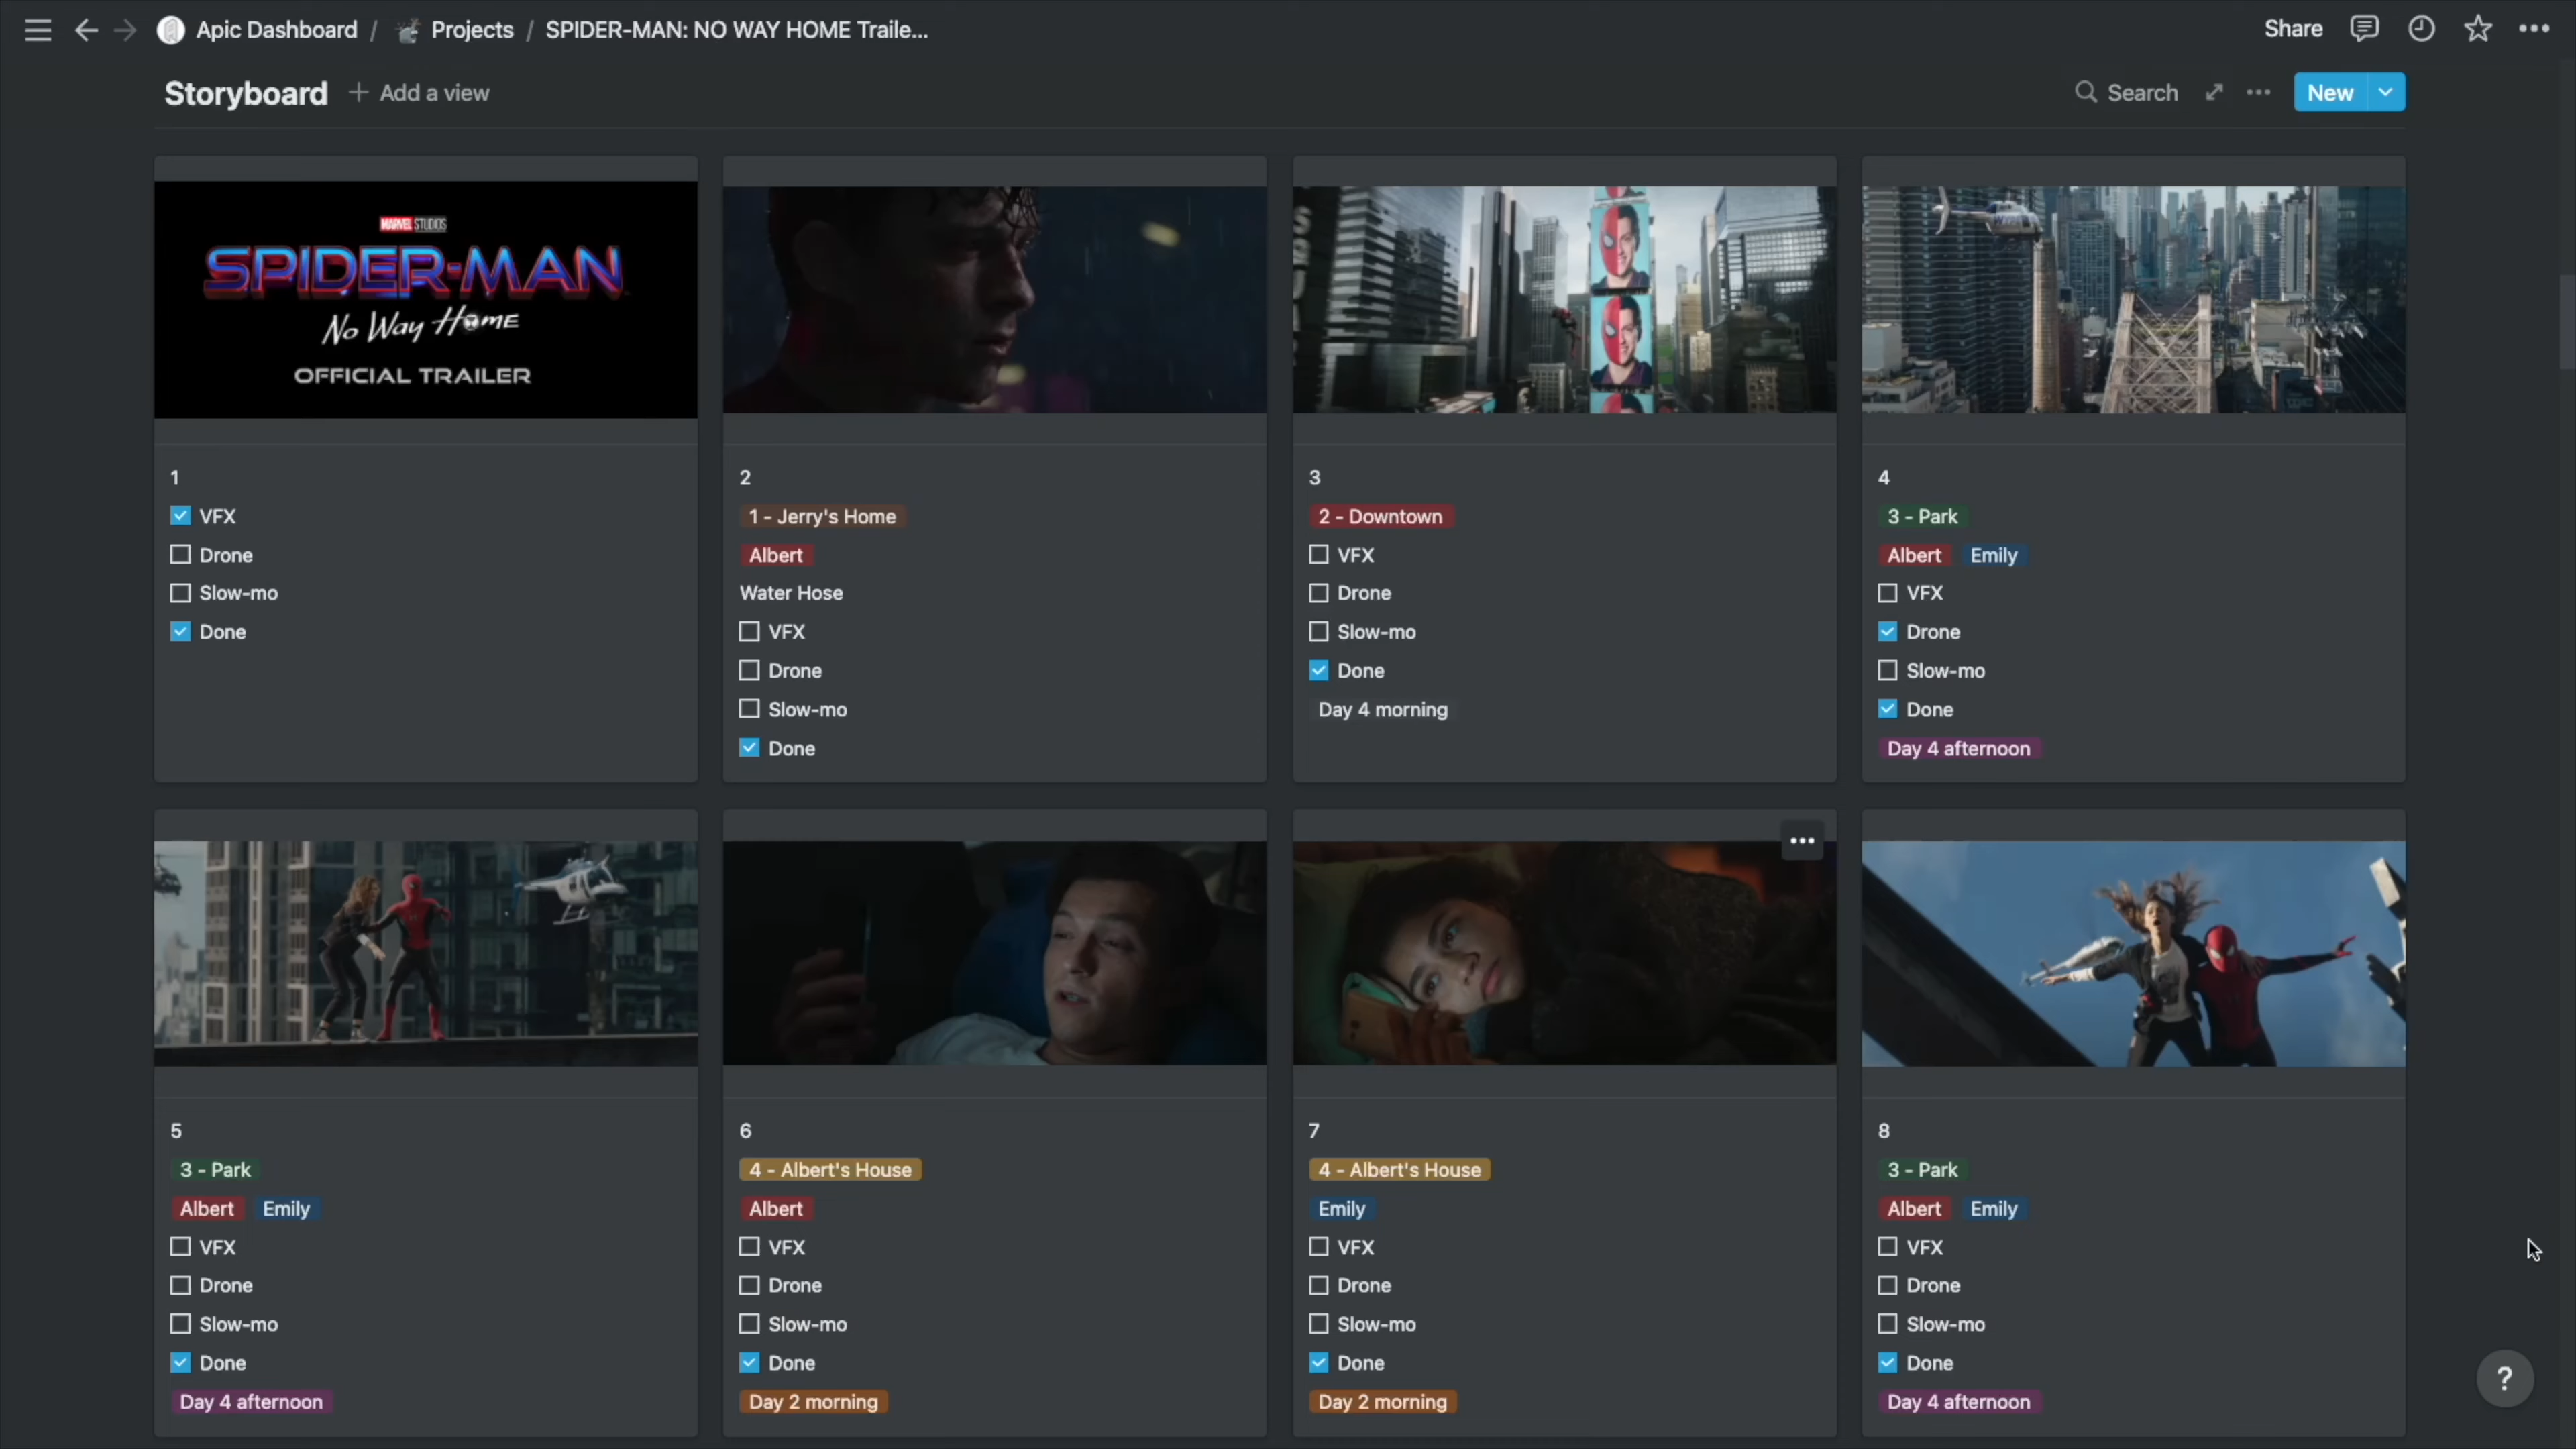 Apic Dashboard / Projects / SPIDER-MAN: NO WAY HOME Traile...
Share
Storyboard + Add a view
Search
New
MARVEL STUDIOS
SPIDER-MAN
No Way Home
OFFICIAL TRAILER
1
VFX
Drone
Slow-mo
Done
2
1 - Jerry's Home
Albert
Water Hose
VFX
Drone
Slow-mo
Done
3
2 - Downtown
VFX
Drone
Slow-mo
Done
Day 4 morning
4
3 - Park
Albert Emily
VFX
Drone
Slow-mo
Done
Day 4 afternoon
5
3 - Park
Albert Emily
VFX
Drone
Slow-mo
Done
Day 4 afternoon
6
4 - Albert's House
Albert
VFX
Drone
Slow-mo
Done
Day 2 morning
7
4 - Albert's House
Emily
VFX
Drone
Slow-mo
Done
Day 2 morning
8
3 - Park
Albert Emily
VFX
Drone
Slow-mo
Done
Day 4 afternoon
?